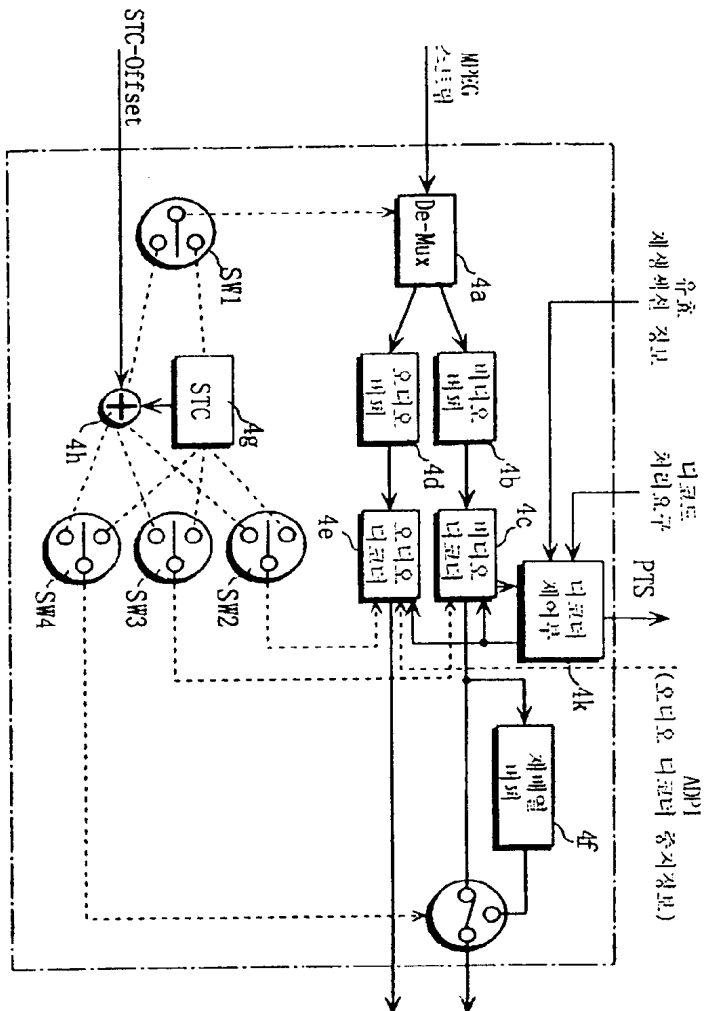 유효
재생섹션 정보
디코드
처리요구
PTS
ADPI
(오디오 디코더 중지정보)
MPEG
스트림
De-Mux
4a
비디오
버퍼
4b
비디오
디코더
4c
디코더
제어부
4k
재배열
버퍼
4f
오디오
버퍼
4d
오디오
디코더
4e
STC-Offset
SW1
STC
4g
4h
SW2
SW3
SW4